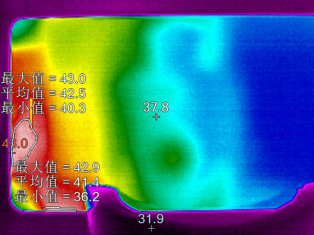 最大值 = 43.0
平均值 = 42.5
37.8
最小值 = 40.3
最大值 = 42.9
平均值 = 41.4
最小值 = 36.2
31.9